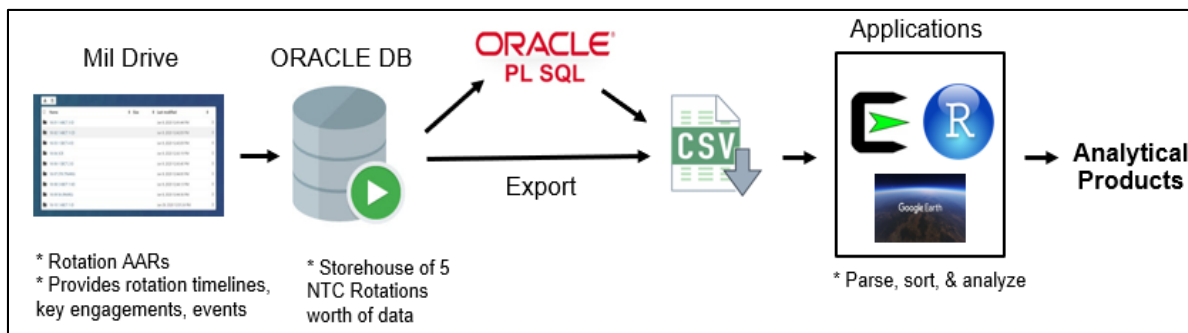 Mil Drive
ORACLE DB
ORACLE®
PL SQL
Applications
CSV
R
Google Earth
Export
Analytical
Products
* Rotation AARs
* Provides rotation timelines,
key engagements, events
* Storehouse of 5
NTC Rotations
worth of data
* Parse, sort, & analyze